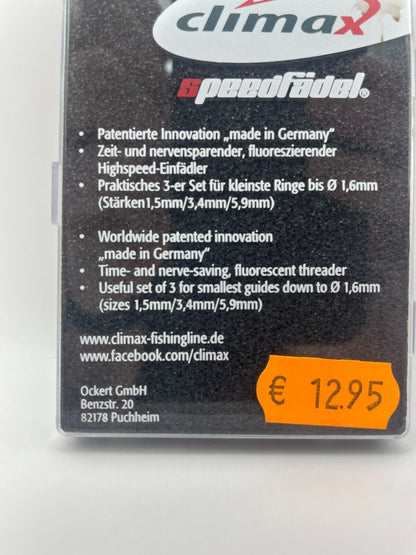 climax
speedfädel®
• Patentierte Innovation „made in Germany"
• Zeit- und nervensparender, fluoreszierender
Highspeed-Einfädler
• Praktisches 3-er Set für kleinste Ringe bis Ø 1,6mm
(Stärken1,5mm/3,4mm/5,9mm)
• Worldwide patented innovation
„made in Germany"
• Time- and nerve-saving, fluorescent threader
• Useful set of 3 for smallest guides down to Ø 1,6mm
(sizes 1,5mm/3,4mm/5,9mm)
www.climax-fishingline.de
www.facebook.com/climax
Ockert GmbH
Benzstr. 20
82178 Puchheim
€ 12.95